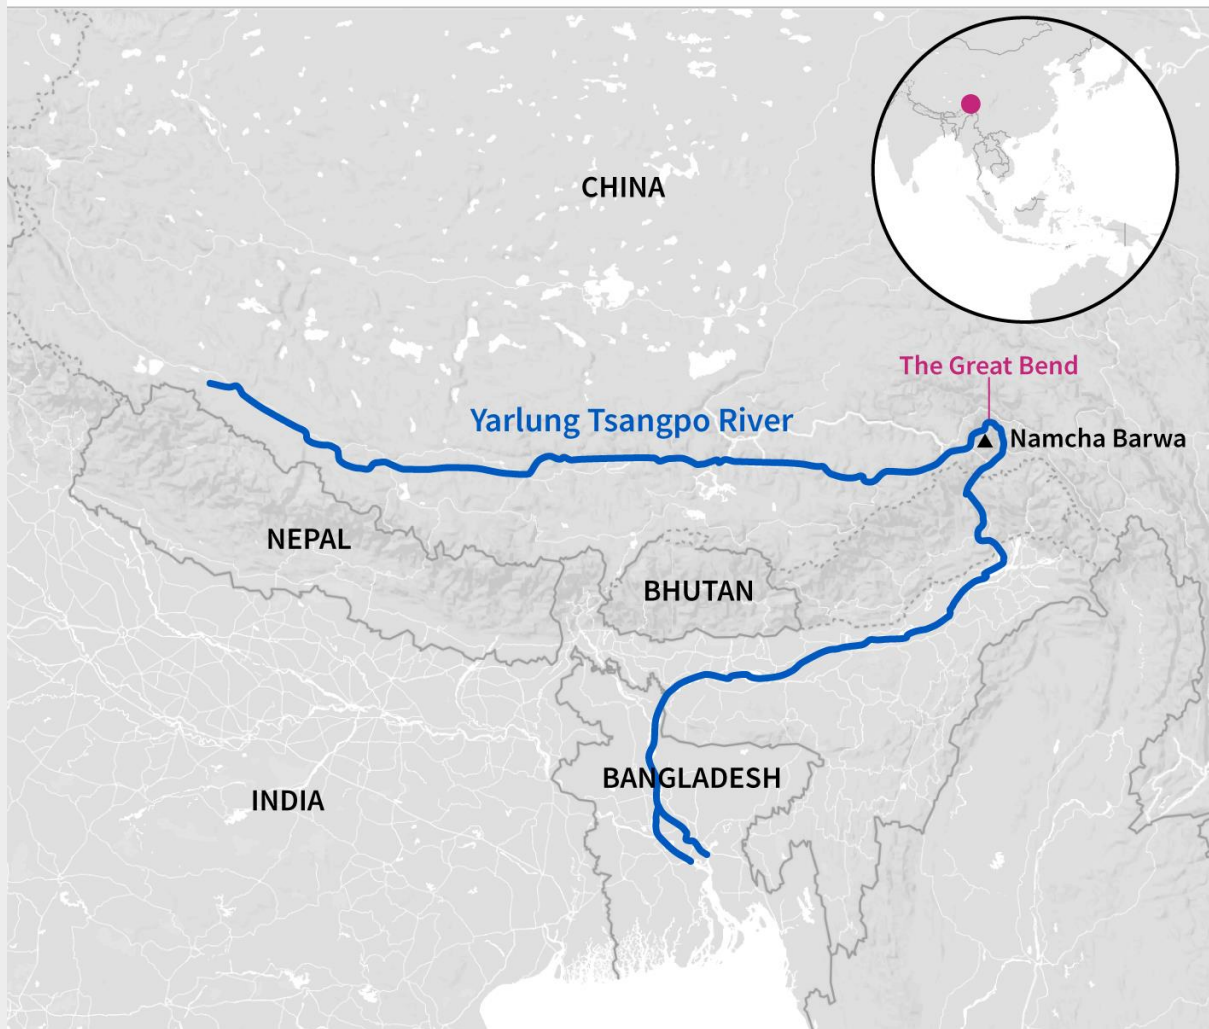 CHINA
The Great Bend
Yarlung Tsangpo River
Namcha Barwa
NEPAL
BHUTAN
BANGLADESH
INDIA